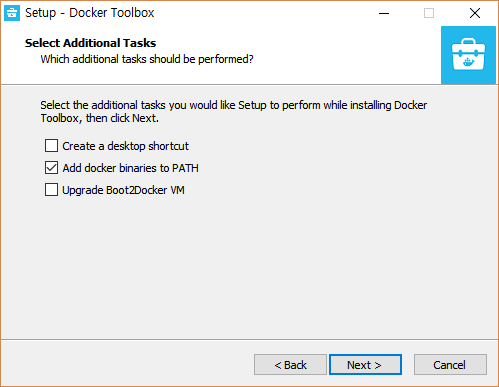 Setup - Docker Toolbox
Select Additional Tasks
Which additional tasks should be performed?
Select the additional tasks you would like Setup to perform while installing Docker
Toolbox, then click Next.
Create a desktop shortcut
Add docker binaries to PATH
Upgrade Boot2Docker VM
< Back
Next >
Cancel